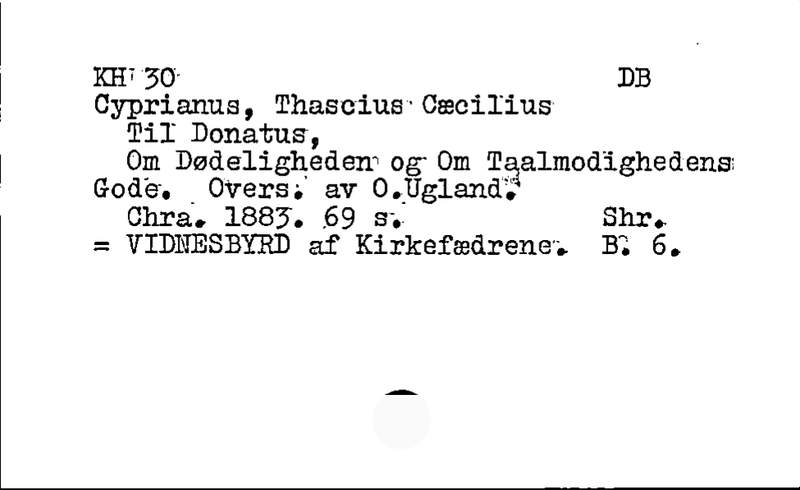 KH 30 DB
Cyprianus, Thascius Cæcilius
Til Donatus,
Om Dødeligheden og Om Taalmodighedens
Gode. Overs. av O.Ugland.
Chra. 1883. 69 s. Shr.
= VIDNESBYRD af Kirkefædrene. B. 6.